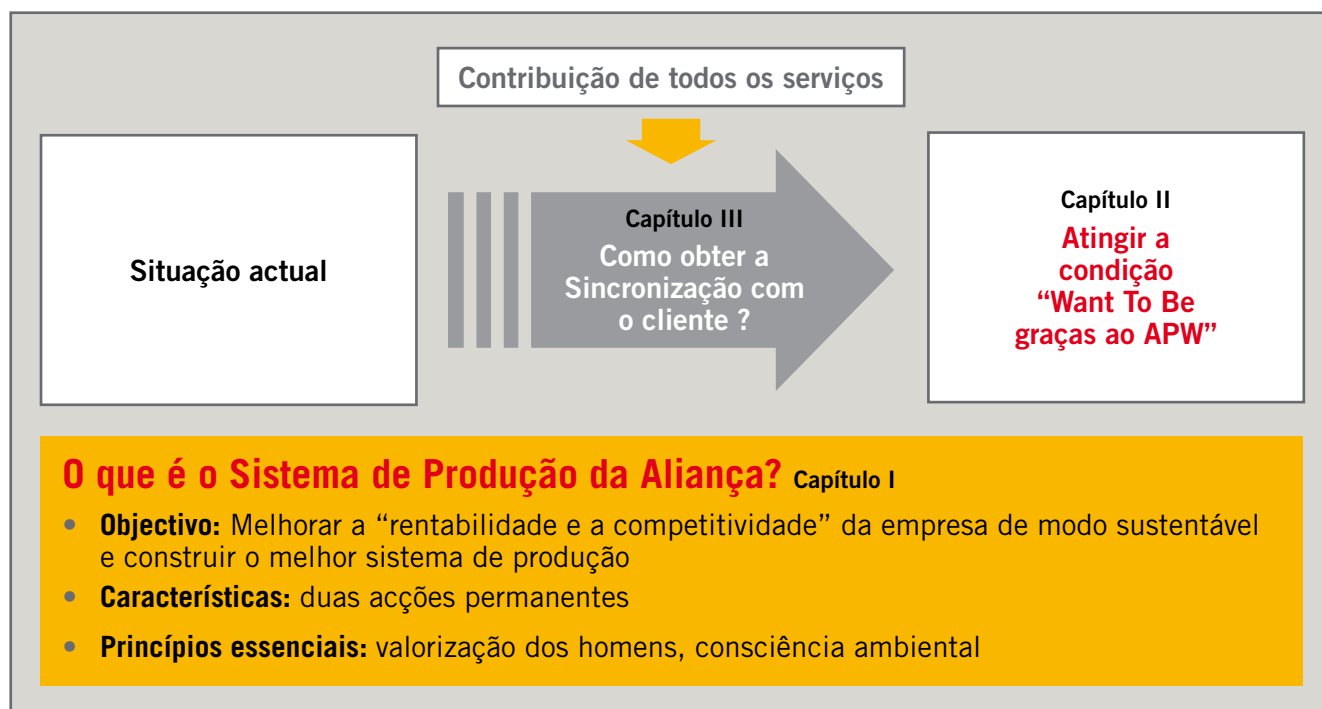 Contribuição de todos os serviços
Situação actual
Capítulo III
Como obter a
Sincronização com
o cliente ?
Capítulo II
Atingir a
condição
“Want To Be
graças ao APW”
O que é o Sistema de Produção da Aliança? Capítulo I
• Objectivo: Melhorar a “rentabilidade e a competitividade” da empresa de modo sustentável
e construir o melhor sistema de produção
• Características: duas acções permanentes
• Princípios essenciais: valorização dos homens, consciência ambiental